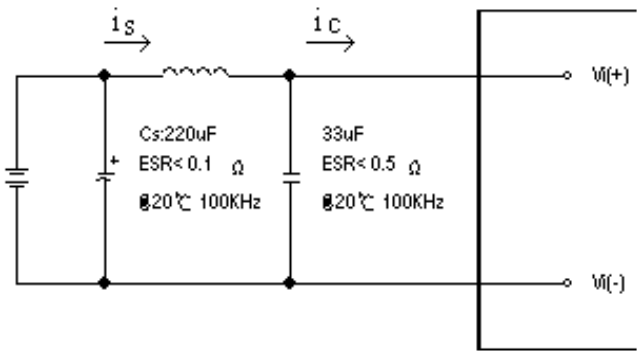 is
ic
Vi(+)
Cs:220uF
ESR<0.1 Ω
@20℃ 100KHz
33uF
ESR<0.5 Ω
@20℃ 100KHz
+
Vi(-)